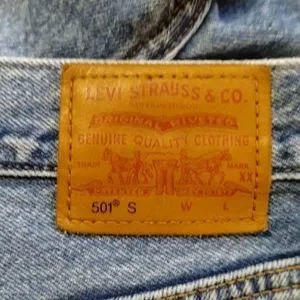 LEVI STRAUSS & CO.
ORIGINAL RIVETED
GENUINE QUALITY CLOTHING
TRADE MARK
XX
501® S W L